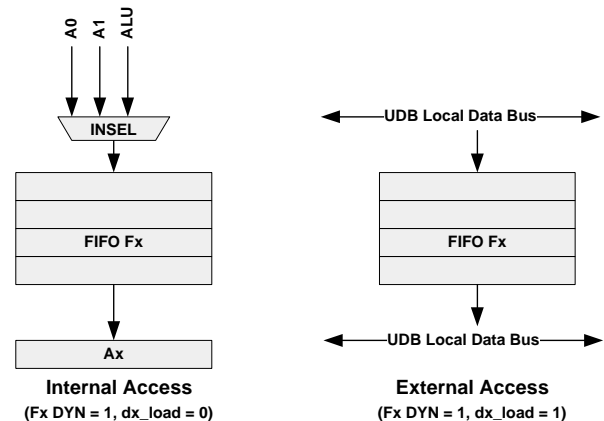 A0
A1
ALU
INSEL
FIFO Fx
Ax
Internal Access
(Fx DYN = 1, dx_load = 0)
UDB Local Data Bus
FIFO Fx
UDB Local Data Bus
External Access
(Fx DYN = 1, dx_load = 1)